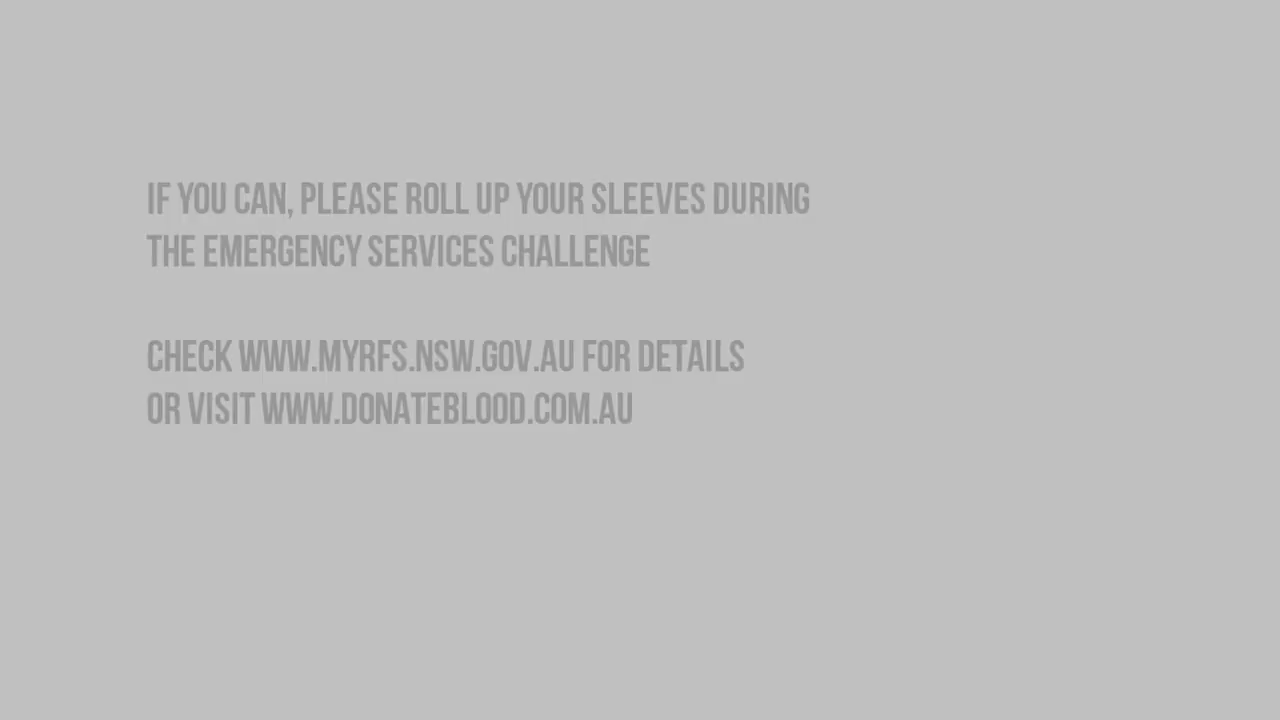 IF YOU CAN, PLEASE ROLL UP YOUR SLEEVES DURING
THE EMERGENCY SERVICES CHALLENGE
CHECK WWW.MYRFS.NSW.GOV.AU FOR DETAILS
OR VISIT WWW.DONATEBLOOD.COM.AU